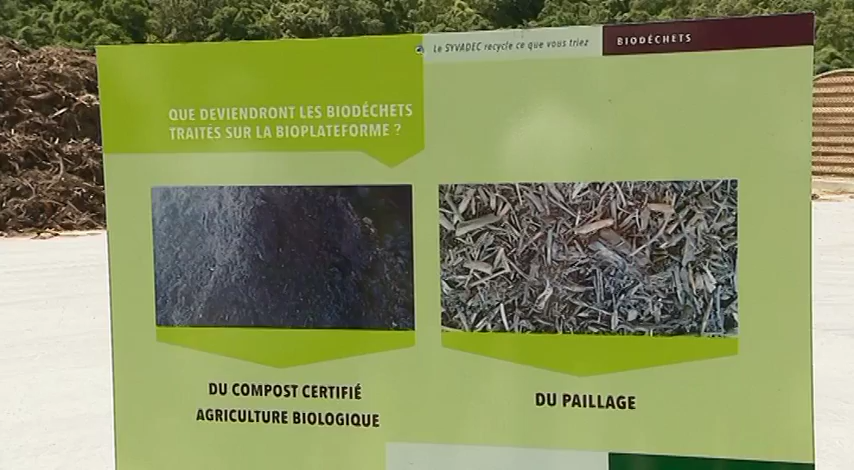 Le SYVADEC recycle ce que vous triez
BIODÉCHETS
QUE DEVIENDRONT LES BIODÉCHETS
TRAITÉS SUR LA BIOPLATEFORME ?
DU COMPOST CERTIFIÉ
AGRICULTURE BIOLOGIQUE
DU PAILLAGE